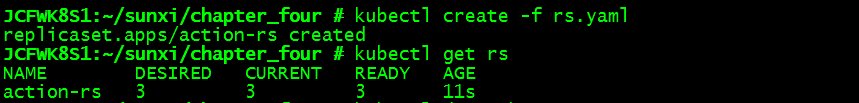 JCFWK8S1:~/sunxi/chapter_four # kubectl create -f rs.yaml
replicaset.apps/action-rs created
JCFWK8S1:~/sunxi/chapter_four # kubectl get rs
NAME DESIRED CURRENT READY AGE
action-rs 3 3 3 11s